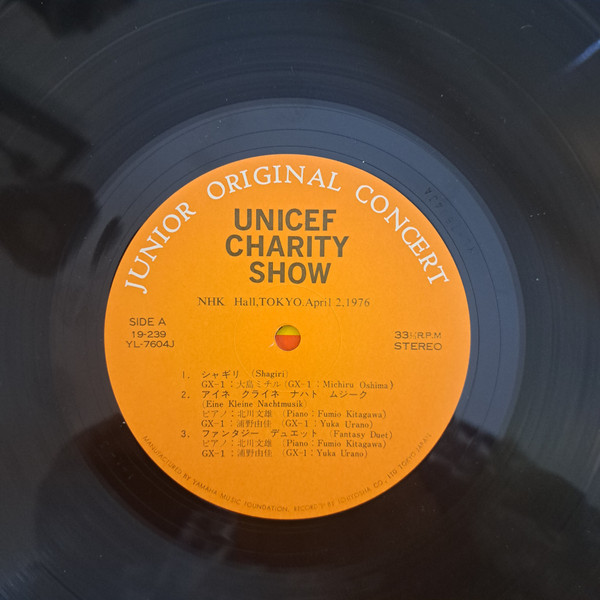 JUNIOR ORIGINAL CONCERT
UNICEF
CHARITY
SHOW
NHK Hall,TOKYO.April 2,1976
SIDE A
19-239
YL-7604J
33⅓R.P.M
STEREO
1. シャギリ (Shagiri)
GX-1：大島ミチル(GX-1：Michiru Oshima)
2. アイネ クライネ ナハト ムジーク
(Eine Kleine Nachtmusik)
ピアノ：北川文雄 (Piano：Fumio Kitagawa)
GX-1：浦野由佳 (GX-1：Yuka Urano)
3. ファンタジー デュエット (Fantasy Duet)
ピアノ：北川文雄 (Piano：Fumio Kitagawa)
GX-1：浦野由佳 (GX-1：Yuka Urano)
MANUFACTURED BY YAMAHA MUSIC FOUNDATION, CO., LTD. TOKYO JAPAN